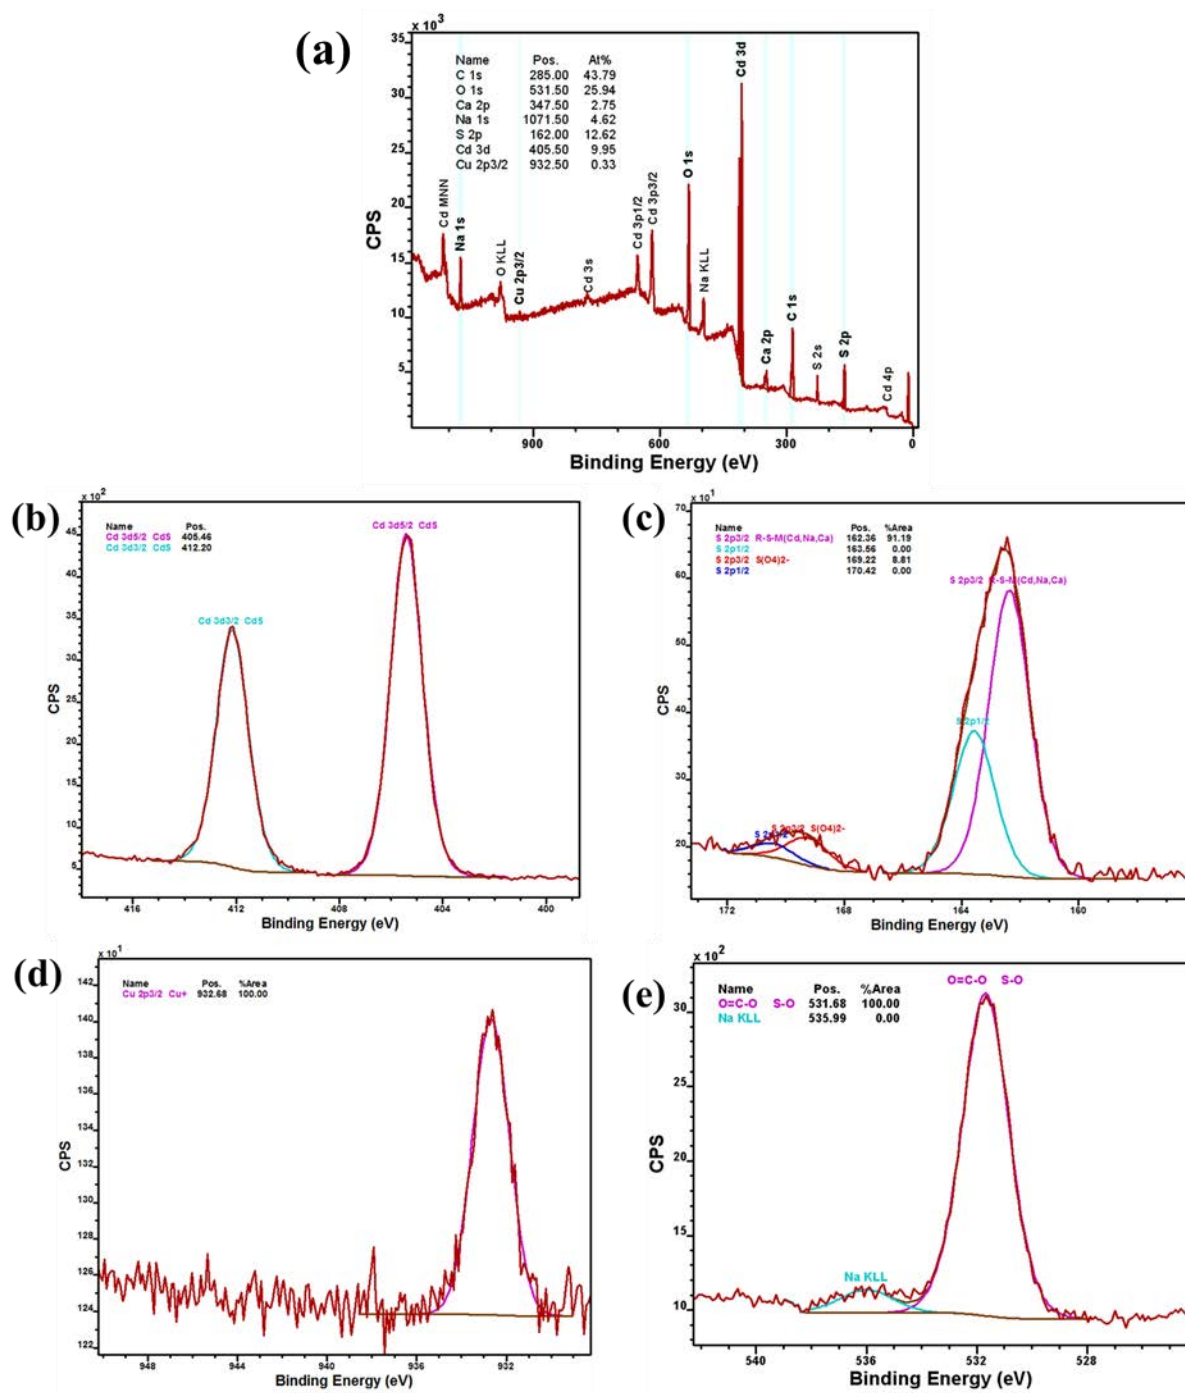 (a)
x 10³
Name Pos. At%
C 1s 285.00 43.79
O 1s 531.50 25.94
Ca 2p 347.50 2.75
Na 1s 1071.50 4.62
S 2p 162.00 12.62
Cd 3d 405.50 9.95
Cu 2p3/2 932.50 0.33
35
30
25
20
15
10
5
CPS
Cd MNN
Na 1s
O KLL
Cu 2p3/2
Cd 3s
Cd 3p1/2
Cd 3p3/2
O 1s
Na KLL
Cd 3d
Ca 2p
C 1s
S 2s
S 2p
Cd 4p
900 600 300 0
Binding Energy (eV)
(b)
x 10²
Name Pos.
Cd 3d5/2 CdS 405.46
Cd 3d3/2 CdS 412.20
Cd 3d5/2 CdS
Cd 3d3/2 CdS
45
40
35
30
25
20
15
10
5
CPS
416 412 408 404 400
Binding Energy (eV)
(c)
x 10¹
Name Pos. %Area
S 2p3/2 R-S-M(Cd,Na,Ca) 162.36 91.19
S 2p1/2 163.56 0.00
S 2p3/2 S(O4)2- 169.22 8.81
S 2p1/2 170.42 0.00
S 2p3/2 R-S-M(Cd,Na,Ca)
S 2p1/2
S 2p3/2 S(O4)2-
70
60
50
40
30
20
CPS
172 168 164 160
Binding Energy (eV)
(d)
x 10¹
Name Pos. %Area
Cu 2p3/2 Cu+ 932.68 100.00
142
140
138
136
134
132
130
128
126
124
122
CPS
948 944 940 936 932
Binding Energy (eV)
(e)
x 10²
O=C-O S-O
Name Pos. %Area
O=C-O S-O 531.68 100.00
Na KLL 535.99 0.00
Na KLL
30
25
20
15
10
CPS
540 536 532 528
Binding Energy (eV)